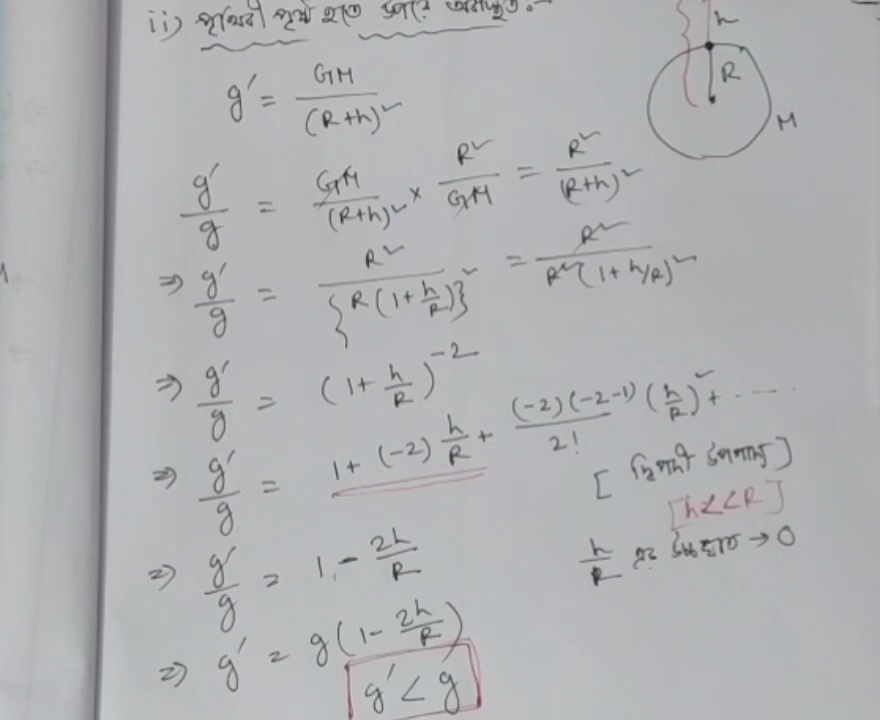 ii) পৃথিবী পৃষ্ঠ হতে উপরে অবস্থিত :-
h
R
M
g′ = GM/(R+h)²
g′/g = GM/(R+h)² × R²/GM = R²/(R+h)²
⇒ g′/g = R²/{R(1+h/R)}² = R²/R²(1+h/R)²
⇒ g′/g = (1+h/R)⁻²
⇒ g′/g = 1 + (-2) h/R + (-2)(-2-1)/2! (h/R)² + ----
[দ্বিপদী উপপাদ্য]
[h<<R]
⇒ g′/g = 1 - 2h/R
h/R এর উচ্চঘাত → 0
⇒ g′ = g(1 - 2h/R)
g′ < g